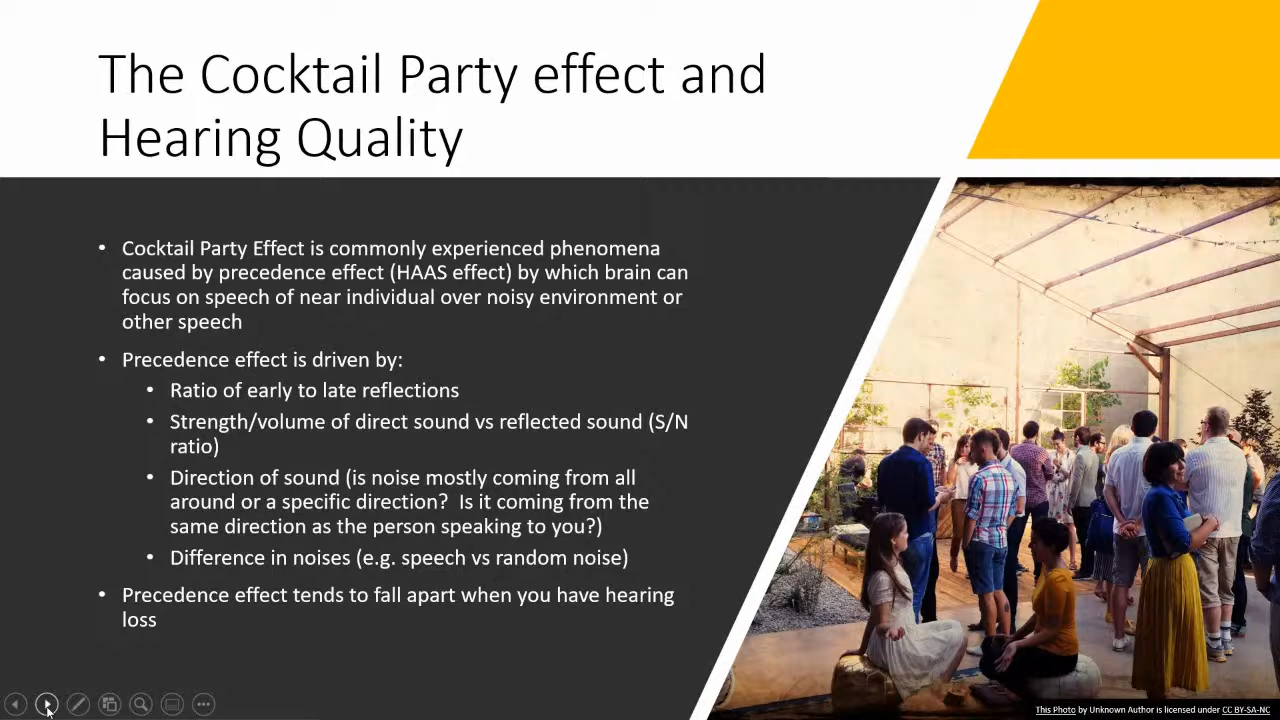 The Cocktail Party effect and
Hearing Quality
• Cocktail Party Effect is commonly experienced phenomena
caused by precedence effect (HAAS effect) by which brain can
focus on speech of near individual over noisy environment or
other speech
• Precedence effect is driven by:
• Ratio of early to late reflections
• Strength/volume of direct sound vs reflected sound (S/N
ratio)
• Direction of sound (is noise mostly coming from all
around or a specific direction?  Is it coming from the
same direction as the person speaking to you?)
• Difference in noises (e.g. speech vs random noise)
• Precedence effect tends to fall apart when you have hearing
loss
This Photo by Unknown Author is licensed under CC BY-SA-NC